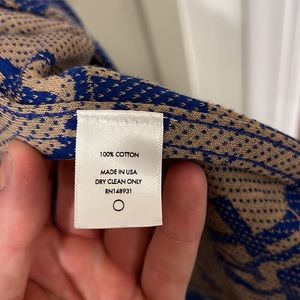 100% COTTON
MADE IN USA
DRY CLEAN ONLY
RN148931